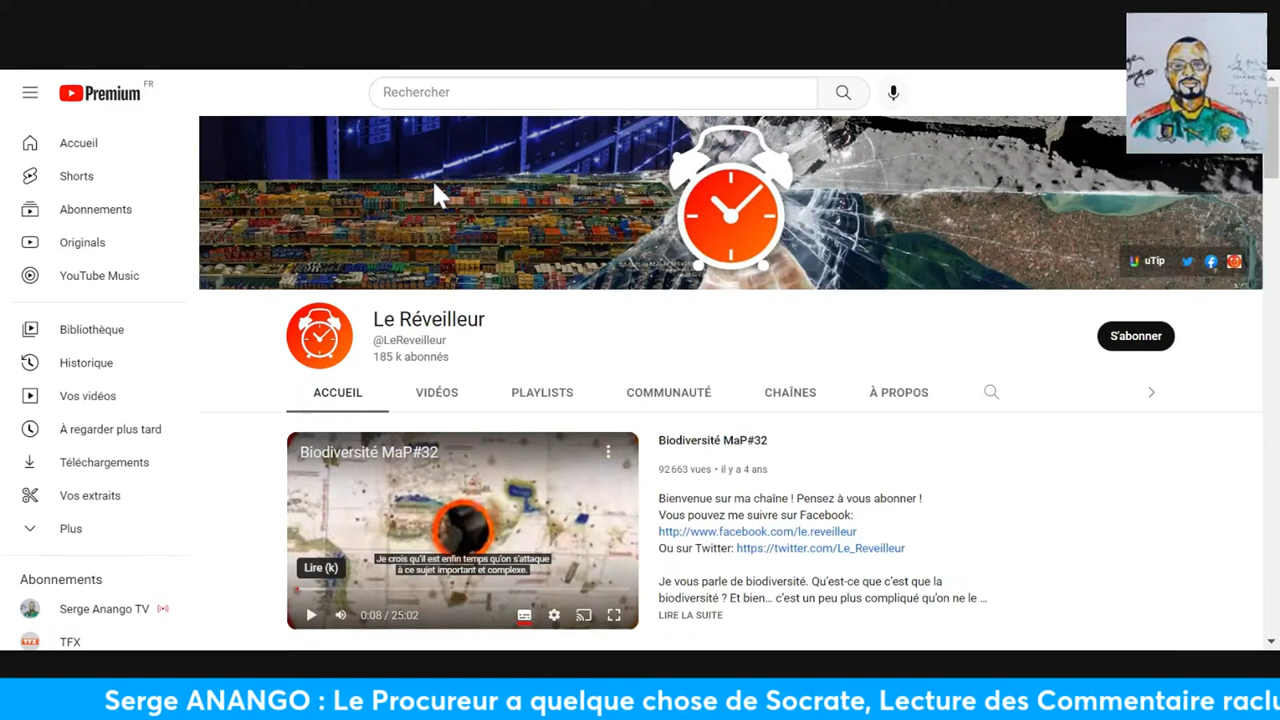 Premium FR
Rechercher
Accueil
Shorts
Abonnements
Originals
YouTube Music
Bibliothèque
Historique
Vos vidéos
À regarder plus tard
Téléchargements
Vos extraits
Plus
Abonnements
Serge Anango TV
TFX
uTip
Le Réveilleur
@LeReveilleur
185 k abonnés
S'abonner
ACCUEIL VIDÉOS PLAYLISTS COMMUNAUTÉ CHAÎNES À PROPOS
Biodiversité MaP#32
Je crois qu'il est enfin temps qu'on s'attaque
à ce sujet important et complexe.
Lire (k)
0:08 / 25:02
Biodiversité MaP#32
92 663 vues • il y a 4 ans
Bienvenue sur ma chaîne ! Pensez à vous abonner !
Vous pouvez me suivre sur Facebook:
http://www.facebook.com/le.reveilleur
Ou sur Twitter: https://twitter.com/Le_Reveilleur
Je vous parle de biodiversité. Qu'est-ce que c'est que la
biodiversité ? Et bien... c'est un peu plus compliqué qu'on ne le ...
LIRE LA SUITE
Serge ANANGO : Le Procureur a quelque chose de Socrate, Lecture des Commentaire raclu